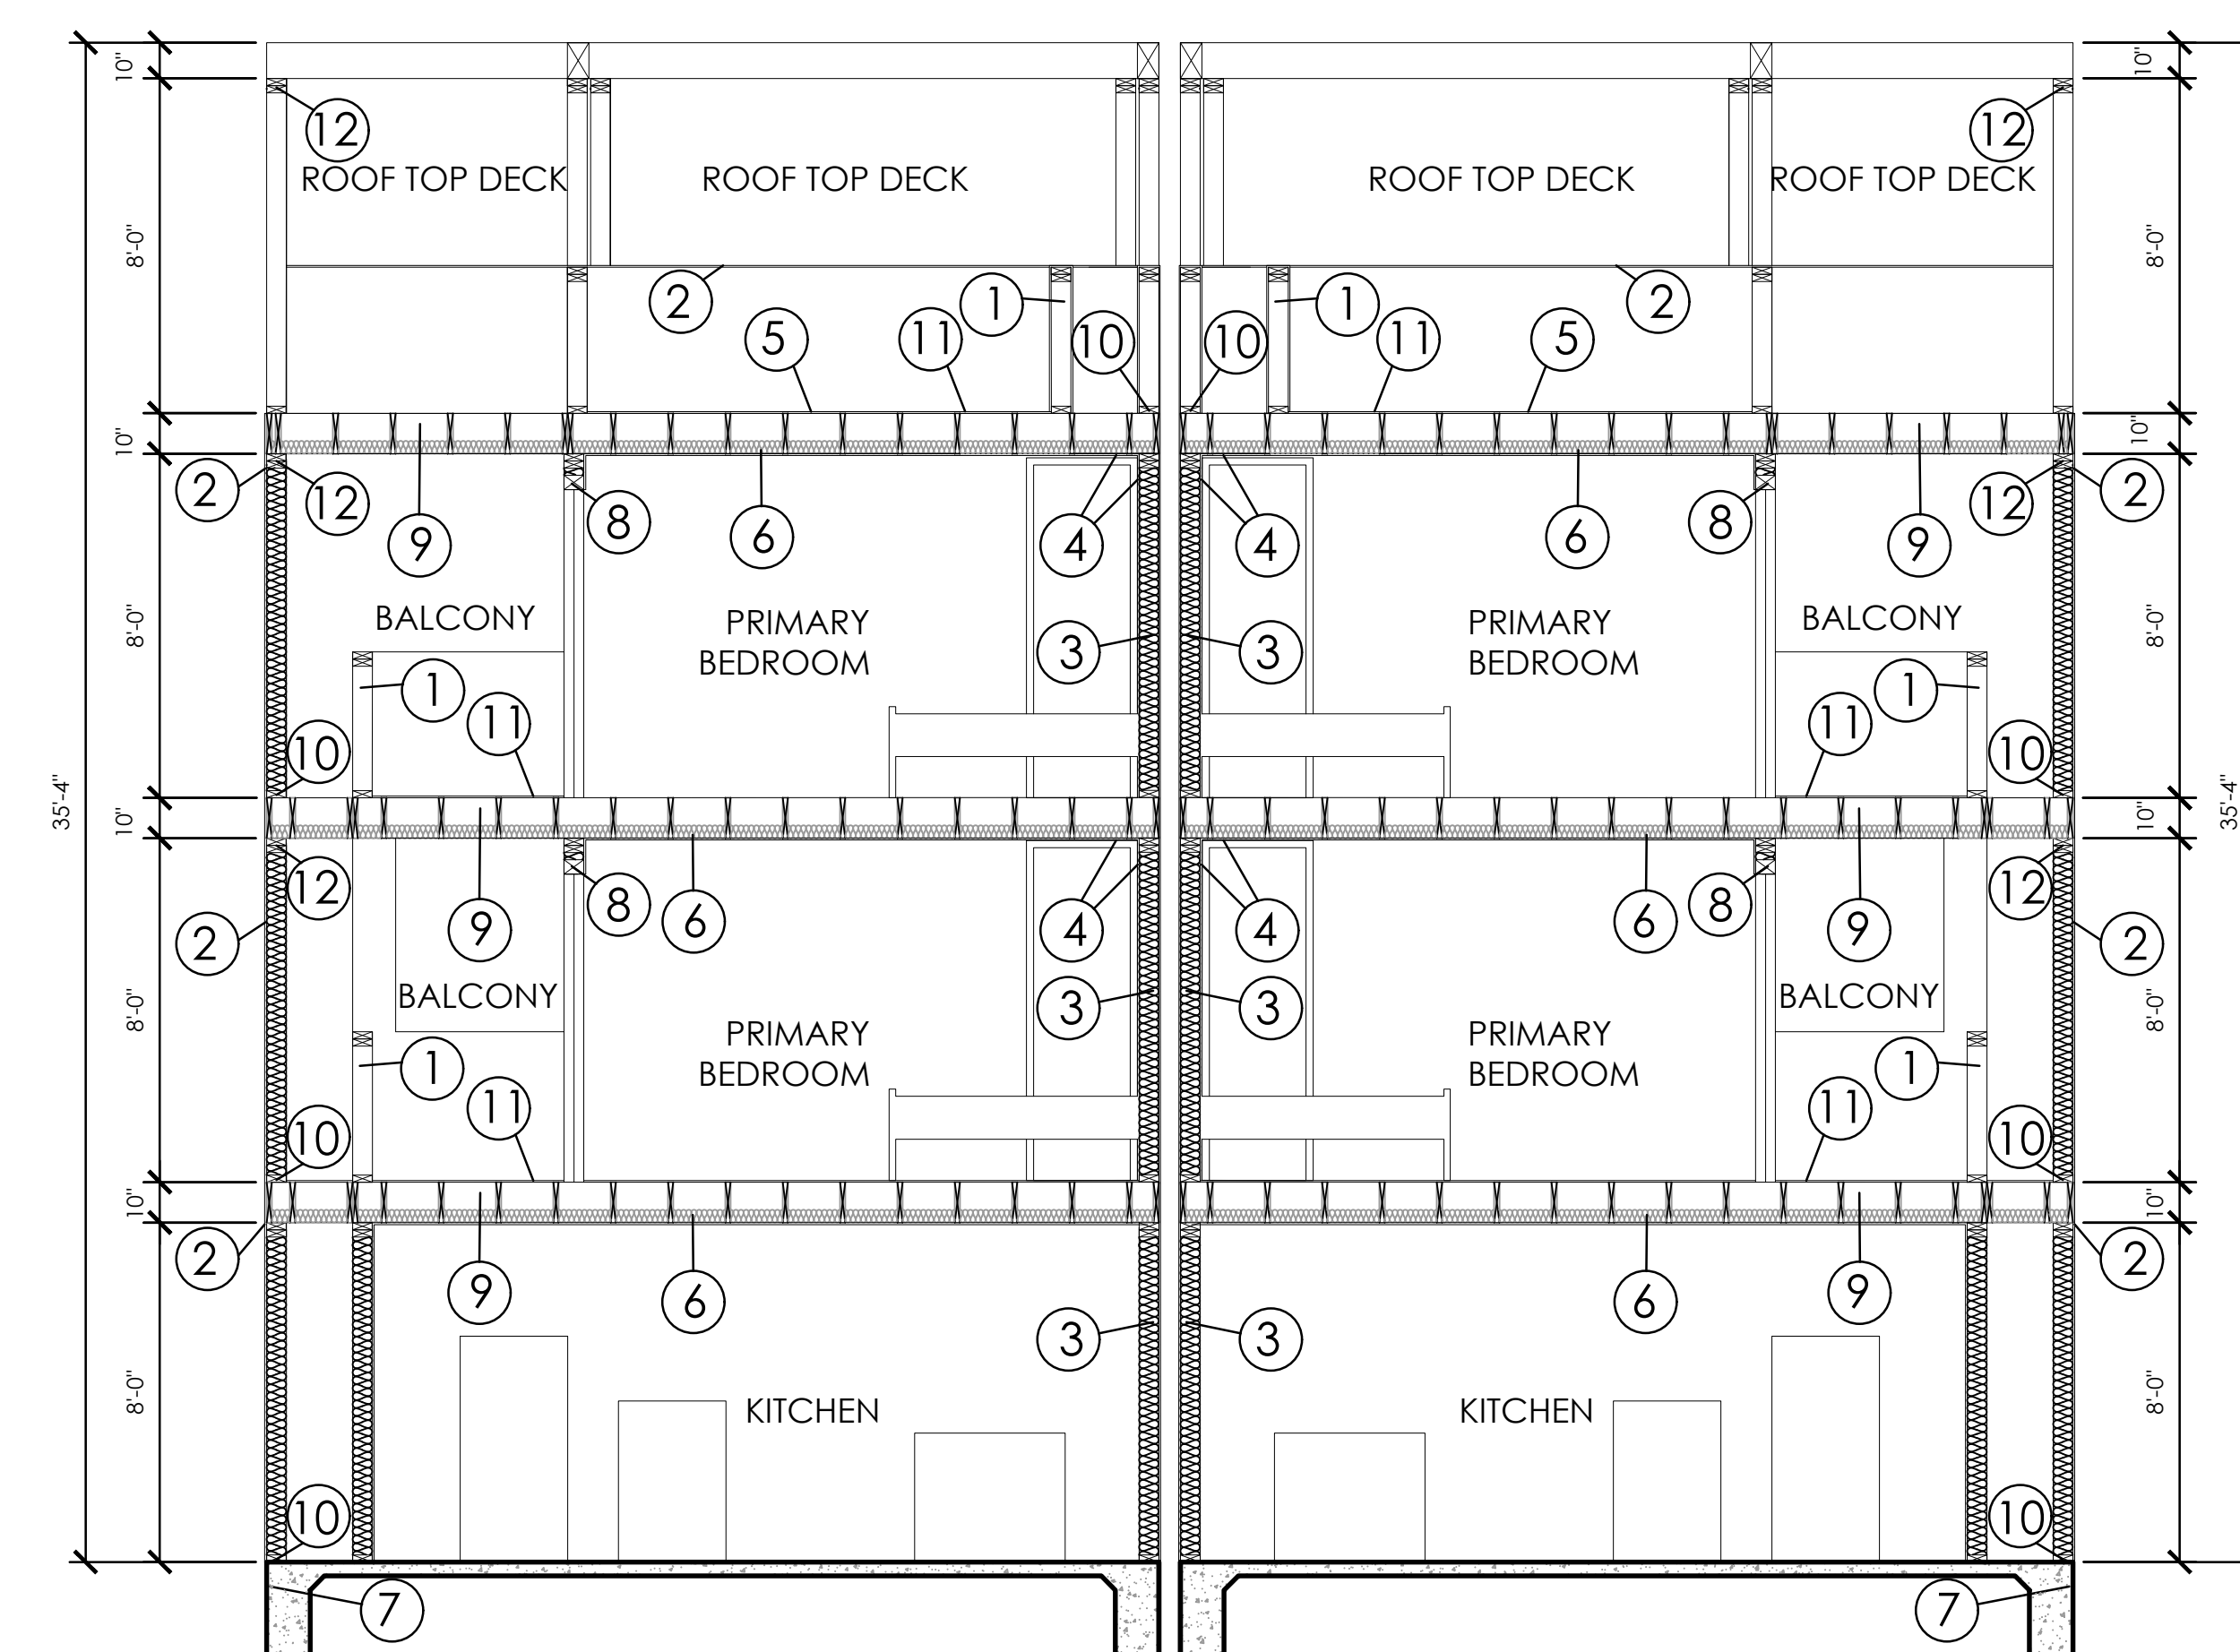 10" 10"
12 12
ROOF TOP DECK ROOF TOP DECK ROOF TOP DECK ROOF TOP DECK
8'-0" 8'-0"
2 1 1 2
5 11 10 10 11 5
10" 10"
2 12 12 2
8 6 8 6
9 4 4 9
BALCONY PRIMARY PRIMARY BALCONY
8'-0" 8'-0"
3 3
BEDROOM BEDROOM
1 1
11 11
10 10
35'-4" 35'-4"
10" 10"
12 12
8 8
9 6 4 4 6 9
2 2
BALCONY BALCONY
8'-0" 3 3 8'-0"
PRIMARY PRIMARY
1 BEDROOM BEDROOM 1
11 11
10 10
10" 10"
2 2
9 6 6 9
3 3
8'-0" 8'-0"
KITCHEN KITCHEN
10 10
7 7